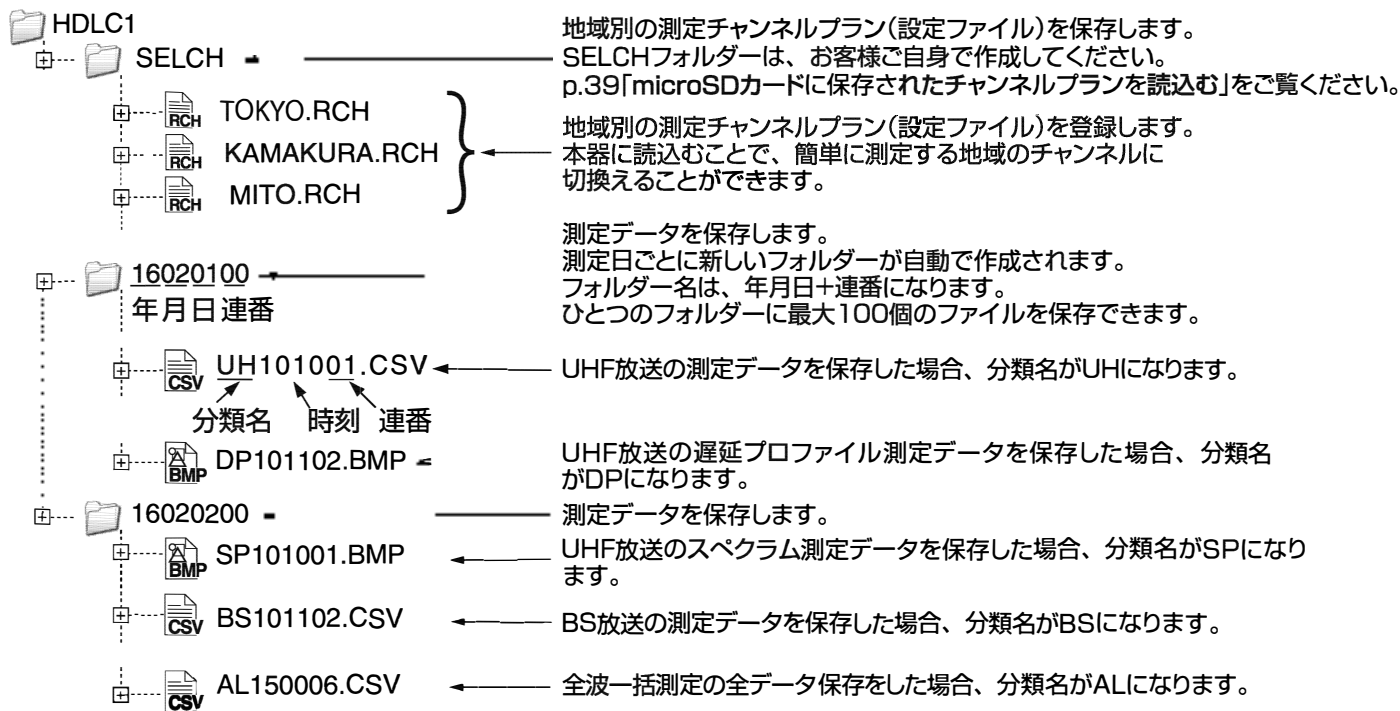 HDLC1
SELCH
地域別の測定チャンネルプラン(設定ファイル)を保存します。
SELCHフォルダーは、お客様ご自身で作成してください。
p.39「microSDカードに保存されたチャンネルプランを読込む」をご覧ください。
RCH TOKYO.RCH
RCH KAMAKURA.RCH
RCH MITO.RCH
地域別の測定チャンネルプラン(設定ファイル)を登録します。
本器に読込むことで、簡単に測定する地域のチャンネルに
切換えることができます。
16020100
年月日連番
測定データを保存します。
測定日ごとに新しいフォルダーが自動で作成されます。
フォルダー名は、年月日+連番になります。
ひとつのフォルダーに最大100個のファイルを保存できます。
CSV UH101001.CSV
分類名 時刻 連番
UHF放送の測定データを保存した場合、分類名がUHになります。
BMP DP101102.BMP
UHF放送の遅延プロファイル測定データを保存した場合、分類名
がDPになります。
16020200
測定データを保存します。
BMP SP101001.BMP
UHF放送のスペクラム測定データを保存した場合、分類名がSPになり
ます。
CSV BS101102.CSV
BS放送の測定データを保存した場合、分類名がBSになります。
CSV AL150006.CSV
全波一括測定の全データ保存をした場合、分類名がALになります。